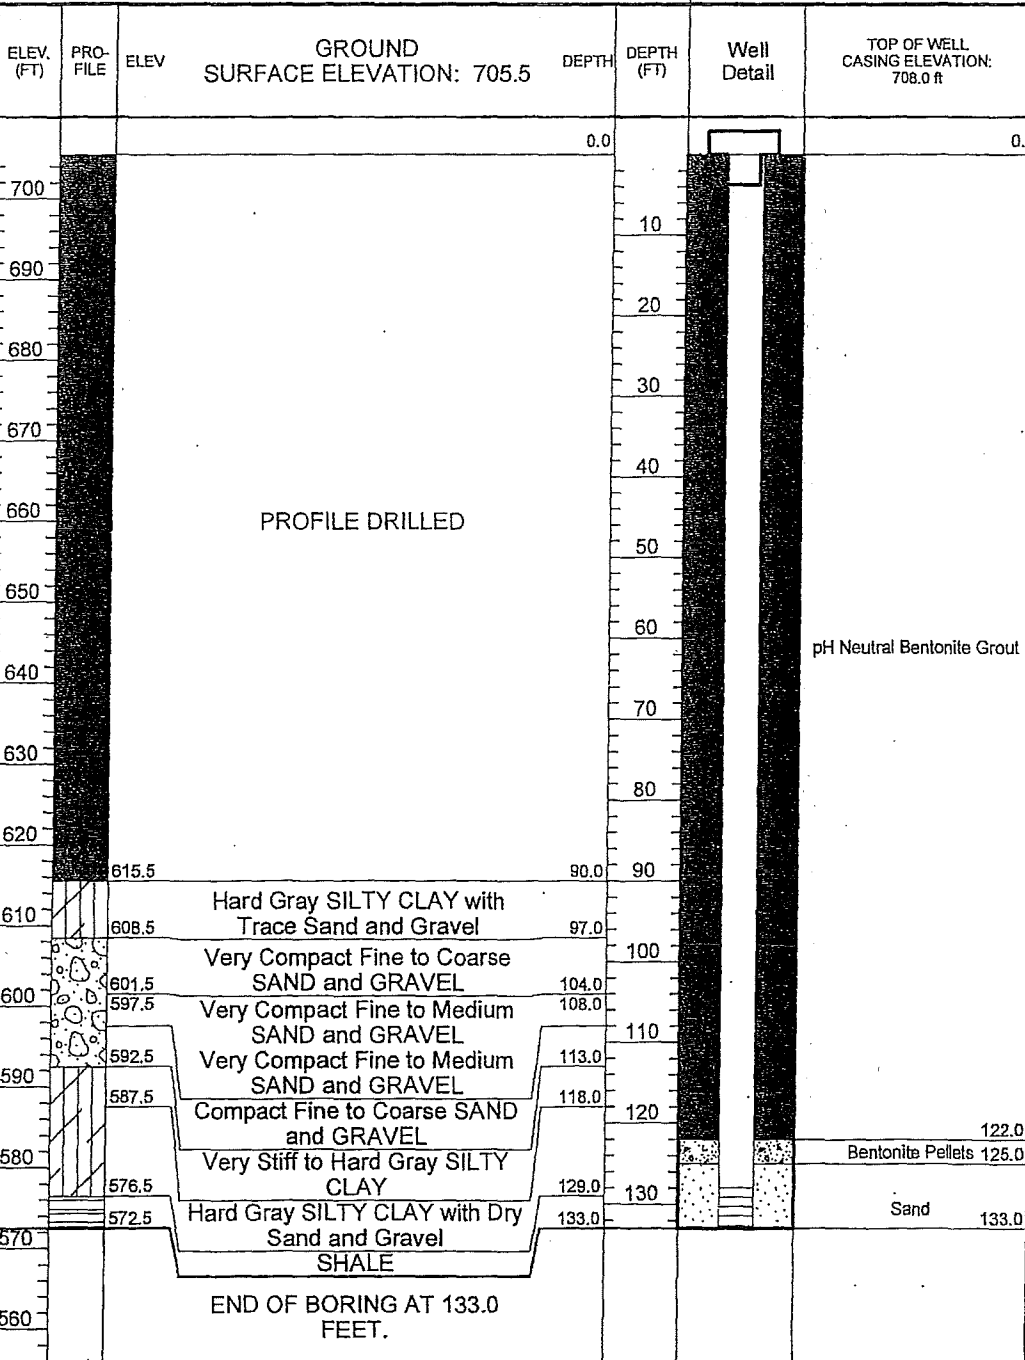 ELEV. (FT)
PRO-FILE
ELEV
GROUND
SURFACE ELEVATION: 705.5
DEPTH
DEPTH (FT)
Well
Detail
TOP OF WELL
CASING ELEVATION:
708.0 ft
0.0
0.
700
10
690
20
680
30
670
40
660
PROFILE DRILLED
50
650
60
pH Neutral Bentonite Grout
640
70
630
80
620
615.5
90.0
90
Hard Gray SILTY CLAY with
610
608.5
Trace Sand and Gravel
97.0
100
Very Compact Fine to Coarse
601.5
SAND and GRAVEL
104.0
600
597.5
Very Compact Fine to Medium
108.0
SAND and GRAVEL
110
592.5
Very Compact Fine to Medium
113.0
590
SAND and GRAVEL
587.5
118.0
Compact Fine to Coarse SAND
120
and GRAVEL
122.0
580
Very Stiff to Hard Gray SILTY
Bentonite Pellets 125.0
CLAY
576.5
129.0
130
572.5
Hard Gray SILTY CLAY with Dry
133.0
Sand
133.0
570
Sand and Gravel
SHALE
END OF BORING AT 133.0
560
FEET.